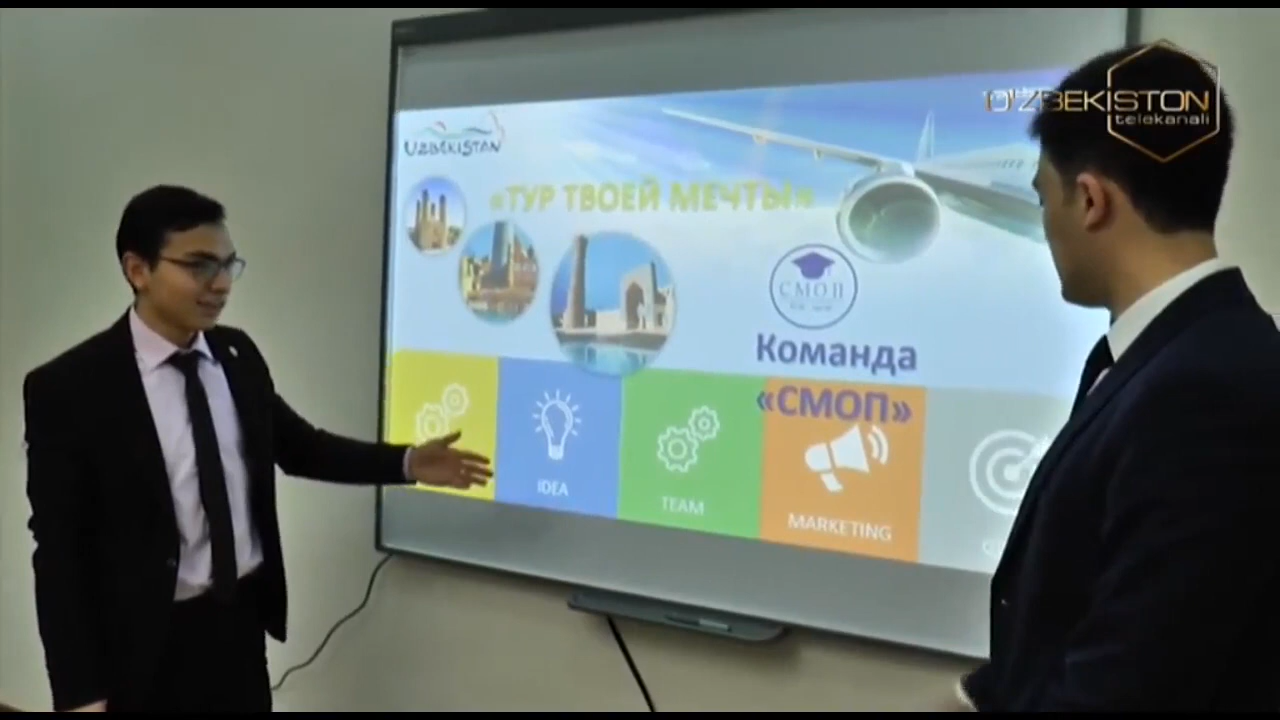 O'ZBEKISTON
telekanali
UZBEKISTAN
«ТУР ТВОЕЙ МЕЧТЫ»
СМОП
Команда
«СМОП»
IDEA
TEAM
MARKETING